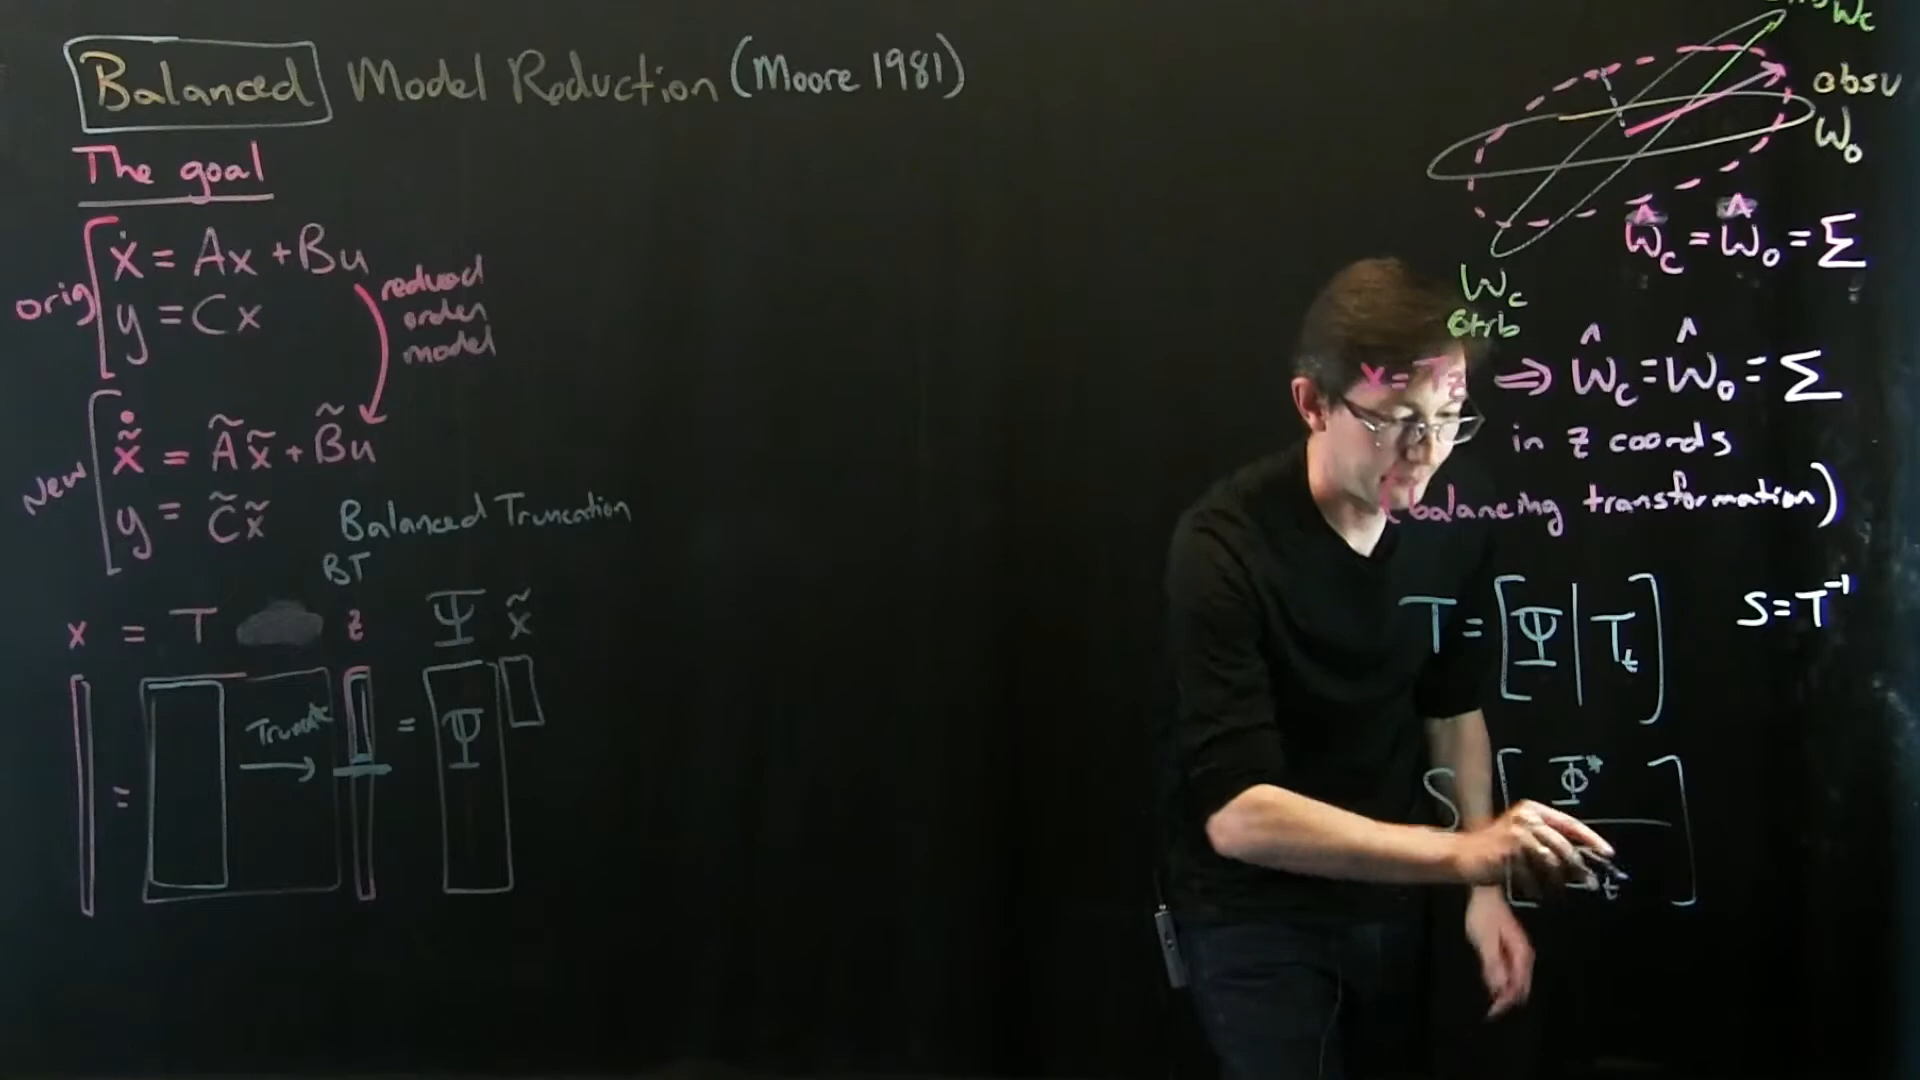 Balanced Model Reduction (Moore 1981)
The goal
orig
ẋ = Ax + Bu
y = Cx
reduced
order
model
New
x̃̇ = Ãx̃ + B̃u
y = C̃x̃
Balanced Truncation
BT
x = T z Ψ x̃
= Truncate → = Ψ
Wc
obsv
Wo
Ŵc = Ŵo = Σ
Wc
Ctrb
x = Tz ⇒ Ŵc = Ŵo = Σ
in z coords
(balancing transformation)
T = [Ψ | Tt] S = T⁻¹
S [Φ*
t]